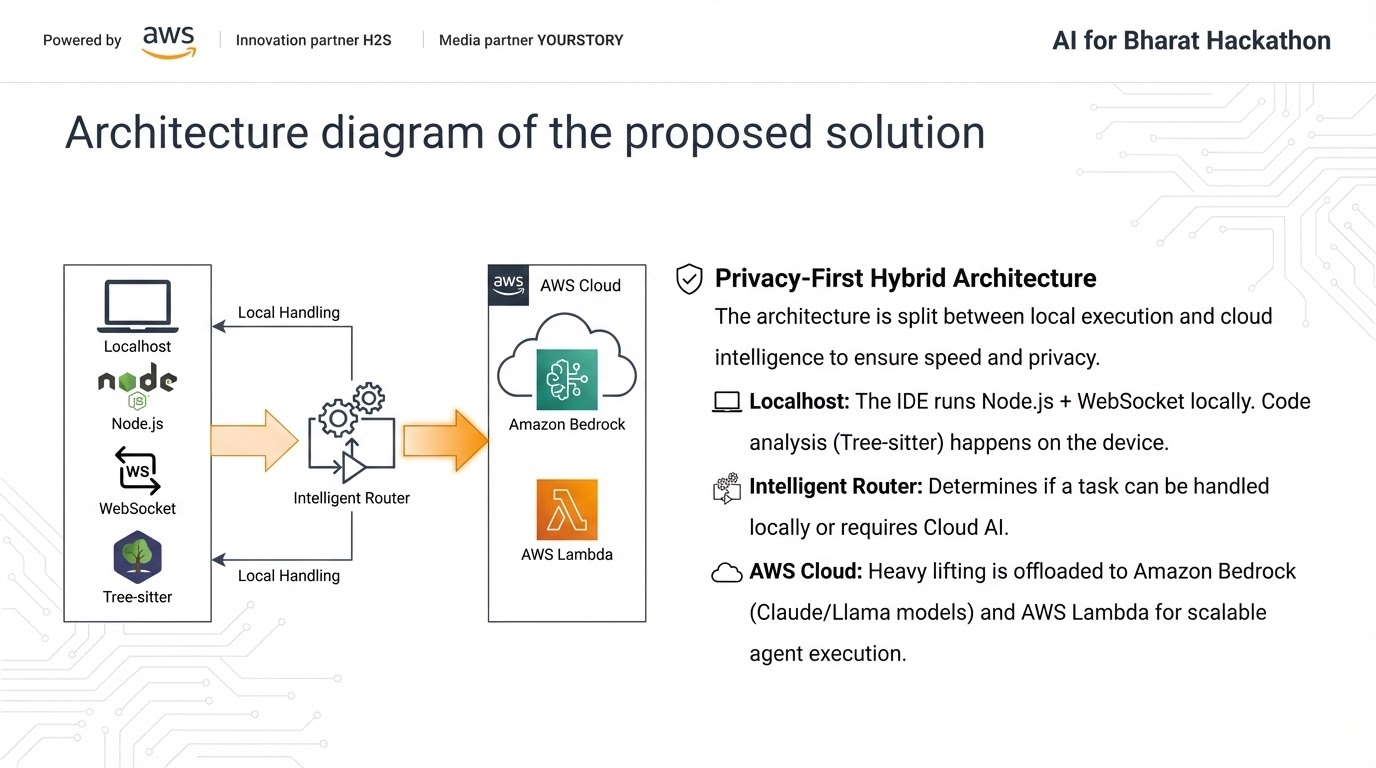 Powered by
aws
Innovation partner H2S
Media partner YOURSTORY
AI for Bharat Hackathon
Architecture diagram of the proposed solution
Localhost
node
JS
Node.js
WS
WebSocket
Tree-sitter
Local Handling
Intelligent Router
Local Handling
aws
AWS Cloud
Amazon Bedrock
AWS Lambda
Privacy-First Hybrid Architecture
The architecture is split between local execution and cloud
intelligence to ensure speed and privacy.
Localhost: The IDE runs Node.js + WebSocket locally. Code
analysis (Tree-sitter) happens on the device.
Intelligent Router: Determines if a task can be handled
locally or requires Cloud AI.
AWS Cloud: Heavy lifting is offloaded to Amazon Bedrock
(Claude/Llama models) and AWS Lambda for scalable
agent execution.